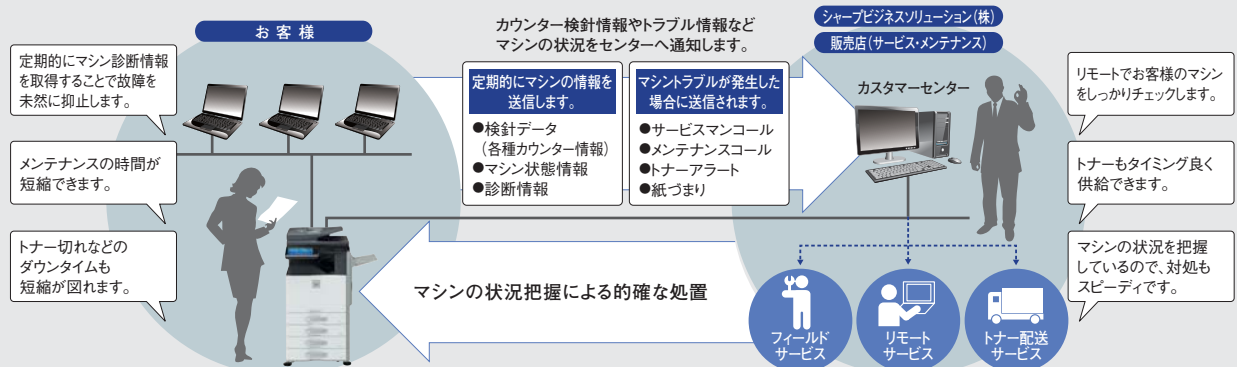 お客様
定期的にマシン診断情報
を取得することで故障を
未然に抑止します。
メンテナンスの時間が
短縮できます。
トナー切れなどの
ダウンタイムも
短縮が図れます。
カウンター検針情報やトラブル情報など
マシンの状況をセンターへ通知します。
定期的にマシンの情報を
送信します。
●検針データ
(各種カウンター情報)
●マシン状態情報
●診断情報
マシントラブルが発生した
場合に送信されます。
●サービスマンコール
●メンテナンスコール
●トナーアラート
●紙づまり
マシンの状況把握による的確な処置
シャープビジネスソリューション(株)
販売店(サービス・メンテナンス)
カスタマーセンター
リモートでお客様のマシン
をしっかりチェックします。
トナーもタイミング良く
供給できます。
マシンの状況を把握
しているので、対処も
スピーディです。
フィールド
サービス
リモート
サービス
トナー配送
サービス